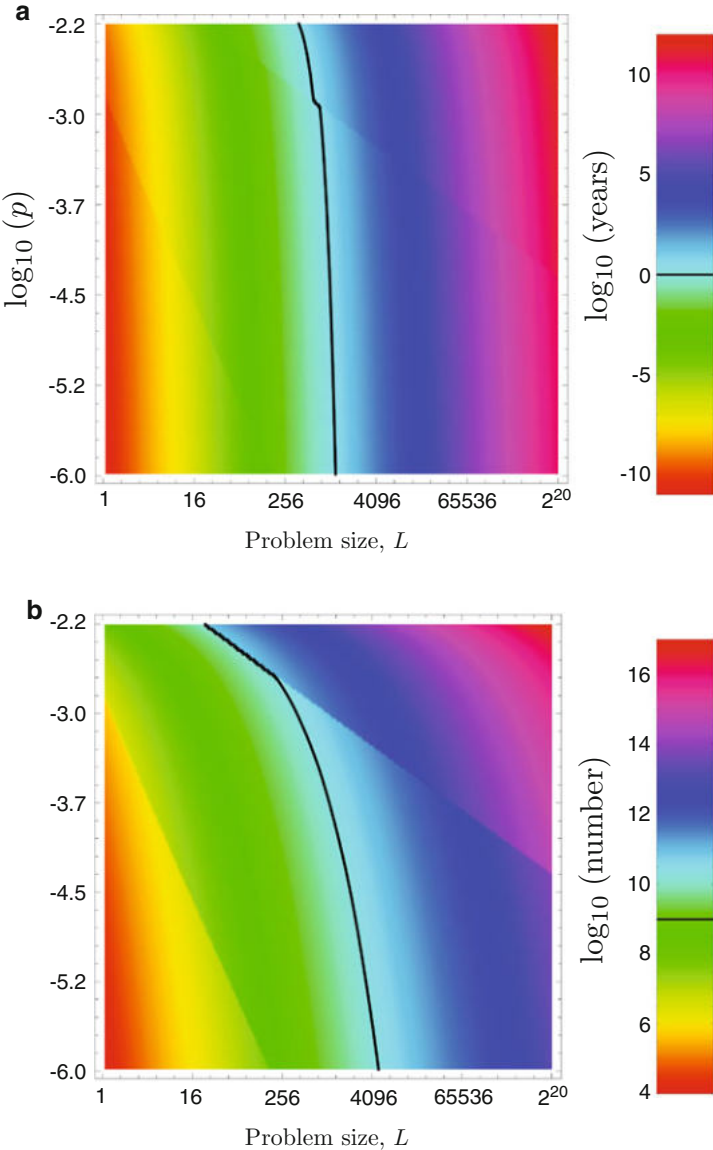 a
-2.2
-3.0
-3.7
-4.5
-5.2
-6.0
log10 (p)
1 16 256 4096 65536 2^20
Problem size, L
10
5
0
-5
-10
log10 (years)
b
-2.2
-3.0
-3.7
-4.5
-5.2
-6.0
1 16 256 4096 65536 2^20
Problem size, L
16
14
12
10
8
6
4
log10 (number)